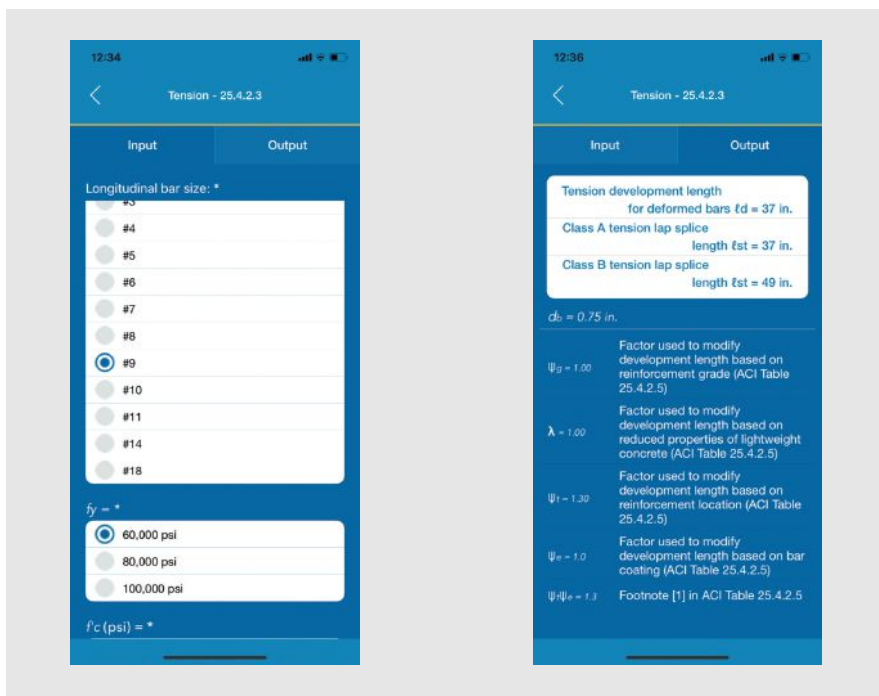 12:34
Tension - 25.4.2.3
Input Output
Longitudinal bar size: *
#3
#4
#5
#6
#7
#8
#9
#10
#11
#14
#18
fy = *
60,000 psi
80,000 psi
100,000 psi
f'c (psi) = *
12:36
Tension - 25.4.2.3
Input Output
Tension development length
for deformed bars ℓd = 37 in.
Class A tension lap splice
length ℓst = 37 in.
Class B tension lap splice
length ℓst = 49 in.
db = 0.75 in.
Factor used to modify
development length based on
ψg = 1.00 reinforcement grade (ACI Table
25.4.2.5)
Factor used to modify
development length based on
λ = 1.00 reduced properties of lightweight
concrete (ACI Table 25.4.2.5)
Factor used to modify
development length based on
ψt = 1.30 reinforcement location (ACI Table
25.4.2.5)
Factor used to modify
ψe = 1.0 development length based on bar
coating (ACI Table 25.4.2.5)
ψtψe = 1.3 Footnote [1] in ACI Table 25.4.2.5